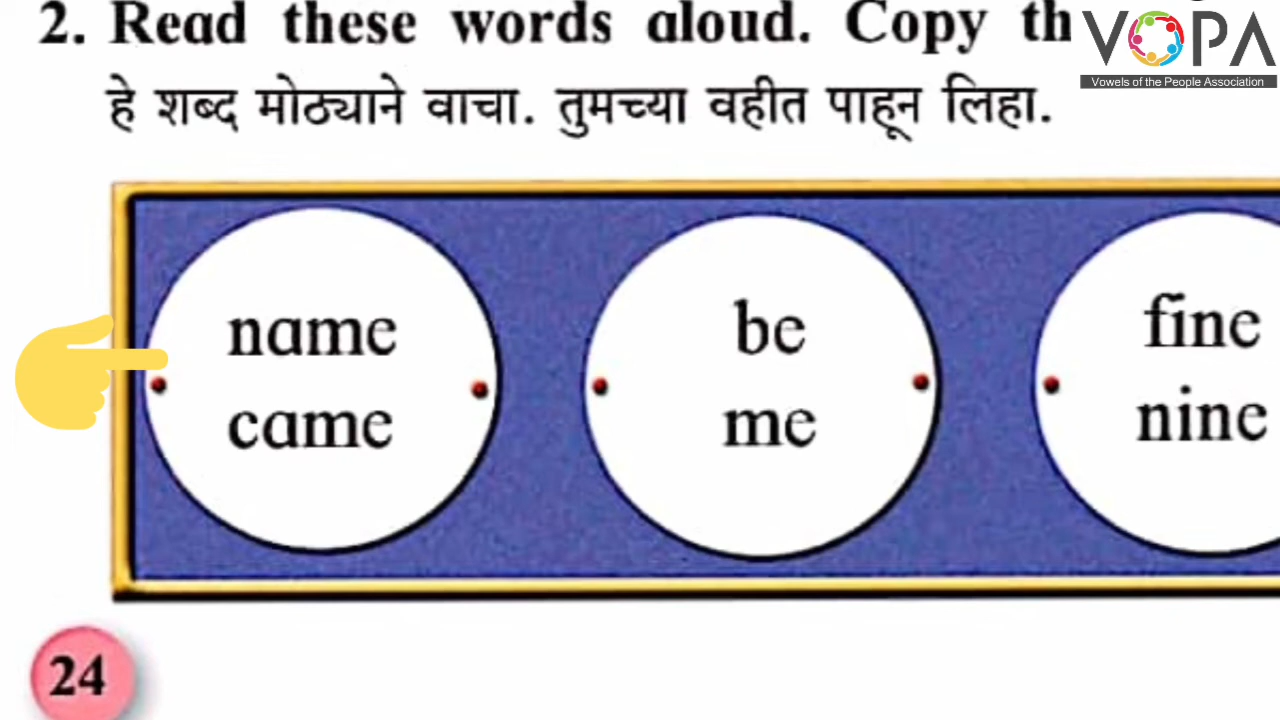 2. Read these words aloud. Copy th
VOPA
Vowels of the People Association
हे शब्द मोठ्याने वाचा. तुमच्या वहीत पाहून लिहा.
name
came
be
me
fine
nine
24